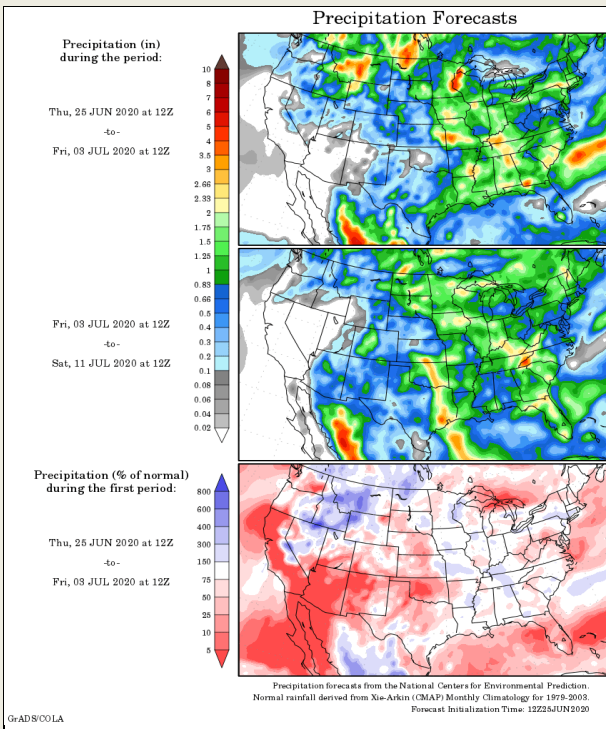 Precipitation Forecasts
Precipitation (in)
during the period:
Thu, 25 JUN 2020 at 12Z
-to-
Fri, 03 JUL 2020 at 12Z
10
8
7
6
5
4
3.5
3
2.66
2.33
2
1.75
1.5
1.25
1
0.83
0.66
0.5
0.4
0.3
0.2
0.1
0.08
0.06
0.04
0.02
Fri, 03 JUL 2020 at 12Z
-to-
Sat, 11 JUL 2020 at 12Z
Precipitation (% of normal)
during the first period:
Thu, 25 JUN 2020 at 12Z
-to-
Fri, 03 JUL 2020 at 12Z
800
600
400
300
150
75
50
25
10
5
Precipitation forecasts from the National Centers for Environmental Prediction.
Normal rainfall derived from Xie-Arkin (CMAP) Monthly Climatology for 1979-2003.
Forecast Initialization Time: 12Z25JUN2020
GrADS/COLA